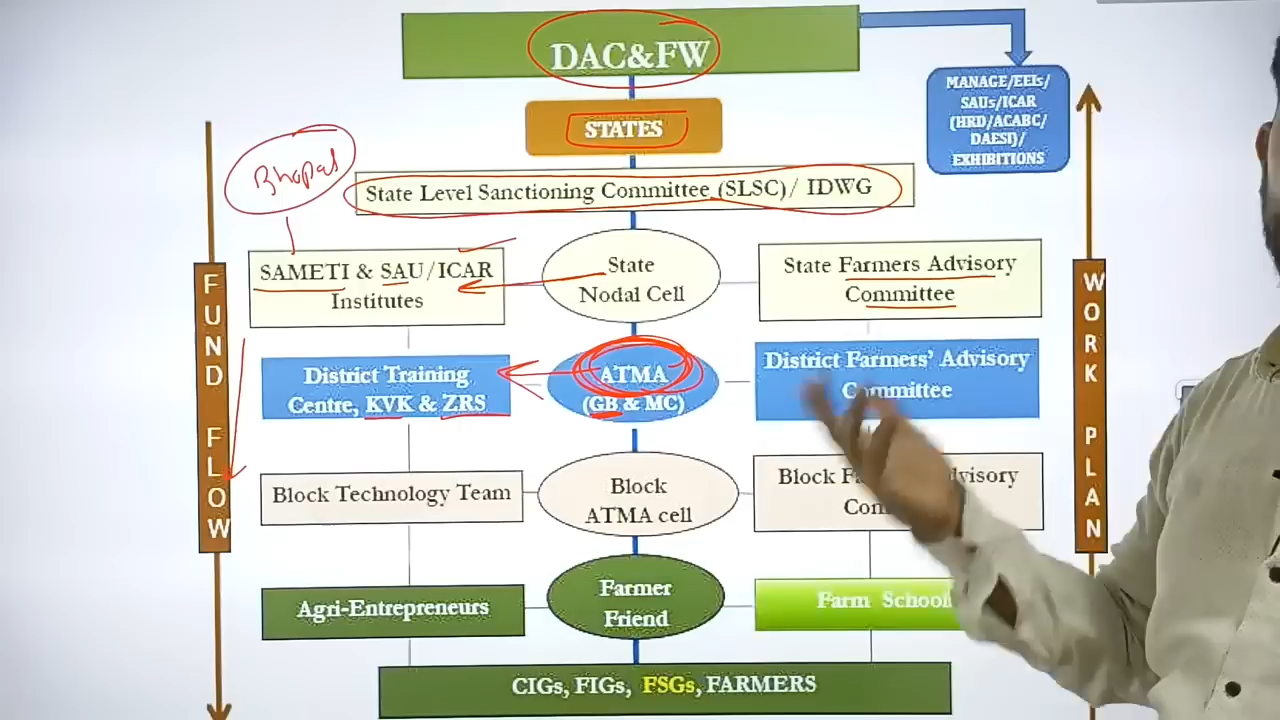 DAC&FW
MANAGE/EEIs/
SAUs/ICAR
(HRD/ACABC/
DAESI)/
EXHIBITIONS
STATES
Bhopal
State Level Sanctioning Committee (SLSC)/ IDWG
SAMETI & SAU/ICAR
Institutes
State
Nodal Cell
State Farmers Advisory
Committee
FUND FLOW
WORK PLAN
District Training
Centre, KVK & ZRS
ATMA
(GB & MC)
District Farmers' Advisory
Committee
Block Technology Team
Block
ATMA cell
Block
Agri-Entrepreneurs
Farmer
Friend
Farm School
CIGs, FIGs, FSGs, FARMERS